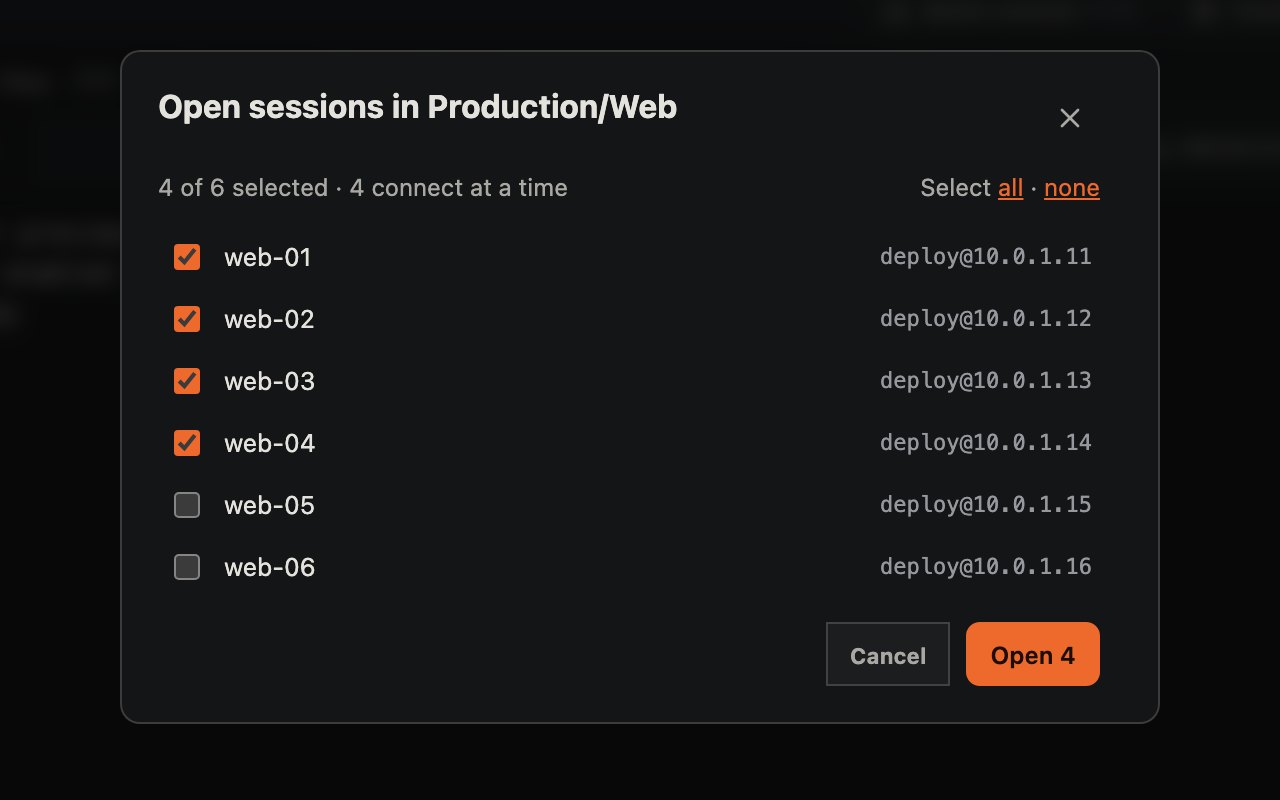 Open sessions in Production/Web
4 of 6 selected · 4 connect at a time Select all · none
web-01 deploy@10.0.1.11
web-02 deploy@10.0.1.12
web-03 deploy@10.0.1.13
web-04 deploy@10.0.1.14
web-05 deploy@10.0.1.15
web-06 deploy@10.0.1.16
Cancel Open 4